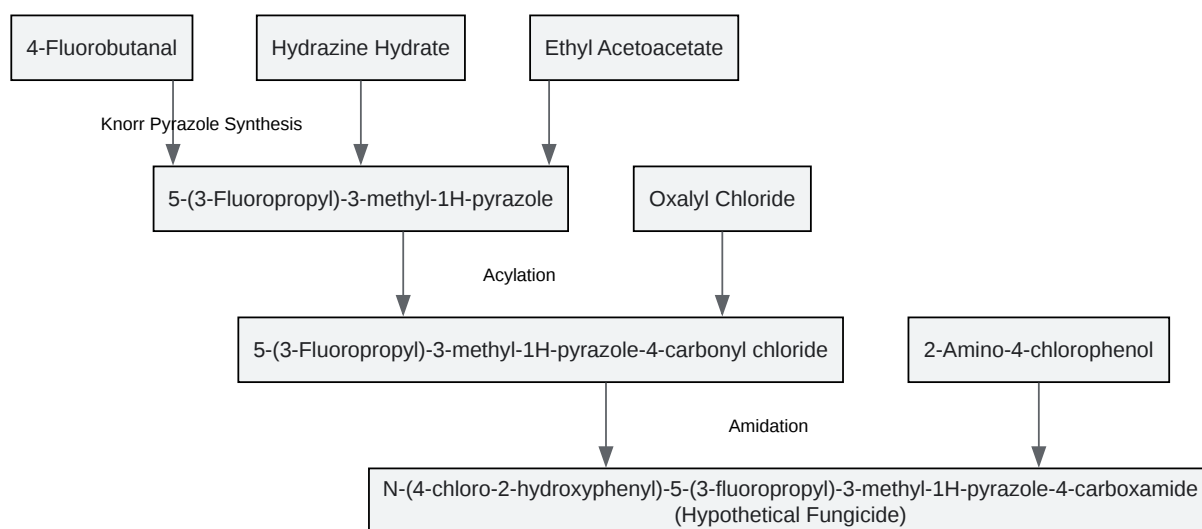 4-Fluorobutanal
Hydrazine Hydrate
Ethyl Acetoacetate
Knorr Pyrazole Synthesis
5-(3-Fluoropropyl)-3-methyl-1H-pyrazole
Oxalyl Chloride
Acylation
5-(3-Fluoropropyl)-3-methyl-1H-pyrazole-4-carbonyl chloride
2-Amino-4-chlorophenol
Amidation
N-(4-chloro-2-hydroxyphenyl)-5-(3-fluoropropyl)-3-methyl-1H-pyrazole-4-carboxamide
(Hypothetical Fungicide)